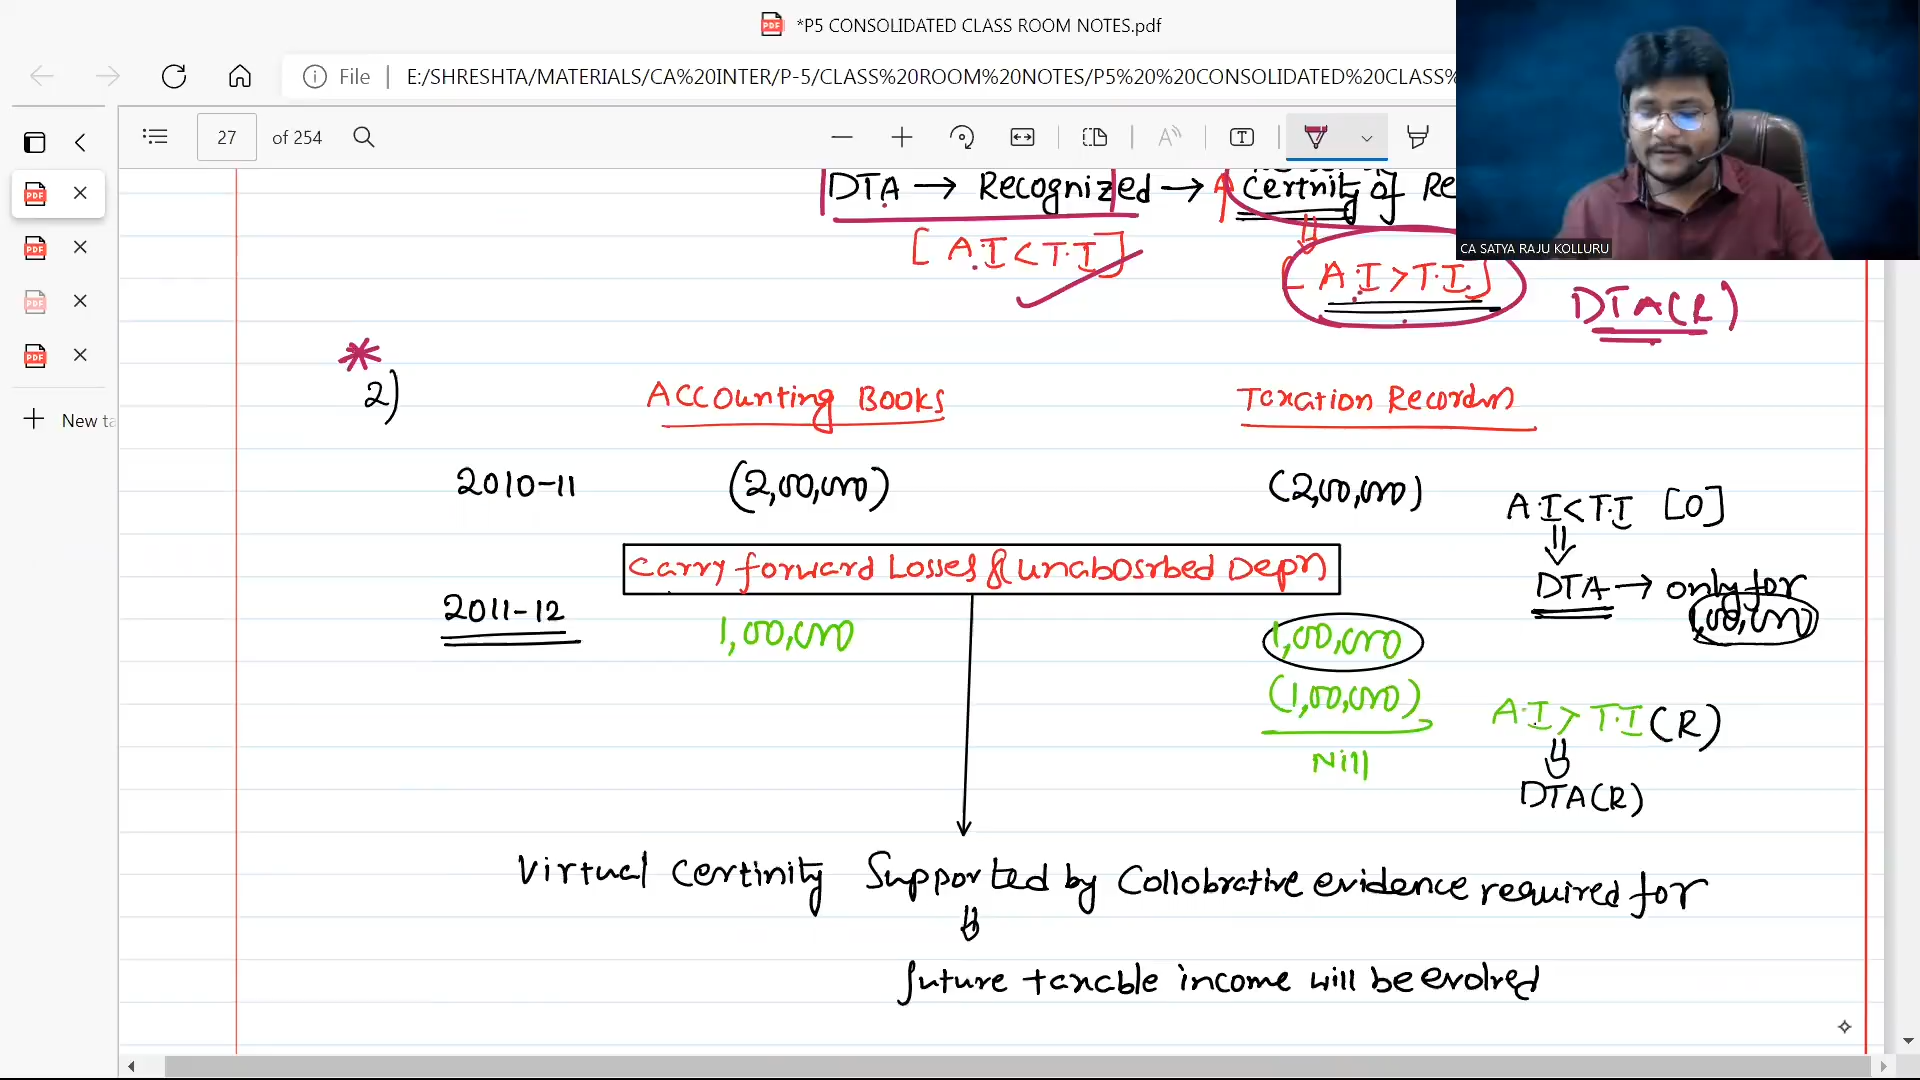 *P5 CONSOLIDATED CLASS ROOM NOTES.pdf
File E:/SHRESHTA/MATERIALS/CA%20INTER/P-5/CLASS%20ROOM%20NOTES/P5%20%20CONSOLIDATED%20CLASS%
27 of 254
CA SATYA RAJU KOLLURU
New ta
DTA → Recognized → certnity of Re
[ A.I < T.I ]
[ A.I > T.I. ] DTA(R)
2) Accounting Books Taxation Records
2010-11 (2,00,000) (2,00,000) A.I < T.I [O]
Carry forward Losses & unabosrbed Depn
DTA → only for
1,00,000
2011-12 1,00,000 1,00,000
(1,00,000)
Nill
A.I > T.I (R)
DTA(R)
Virtual Certinity Supported by Collobrative evidence required for
future taxable income will be evolved